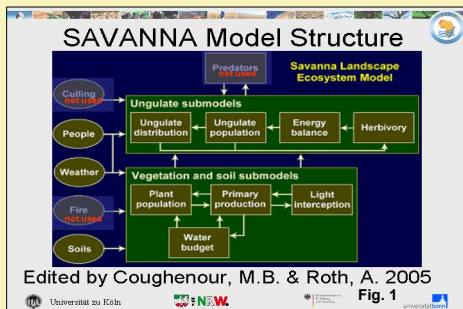 SAVANNA Model Structure
Predators
not used
Savanna Landscape
Ecosystem Model
Culling
not used
Ungulate submodels
People
Ungulate
distribution
Ungulate
population
Energy
balance
Herbivory
Weather
Vegetation and soil submodels
Plant
population
Primary
production
Light
interception
Fire
not used
Water
budget
Soils
Edited by Coughenour, M.B. & Roth, A. 2005
Fig. 1
Universität zu Köln
NRW.
universitätbonn